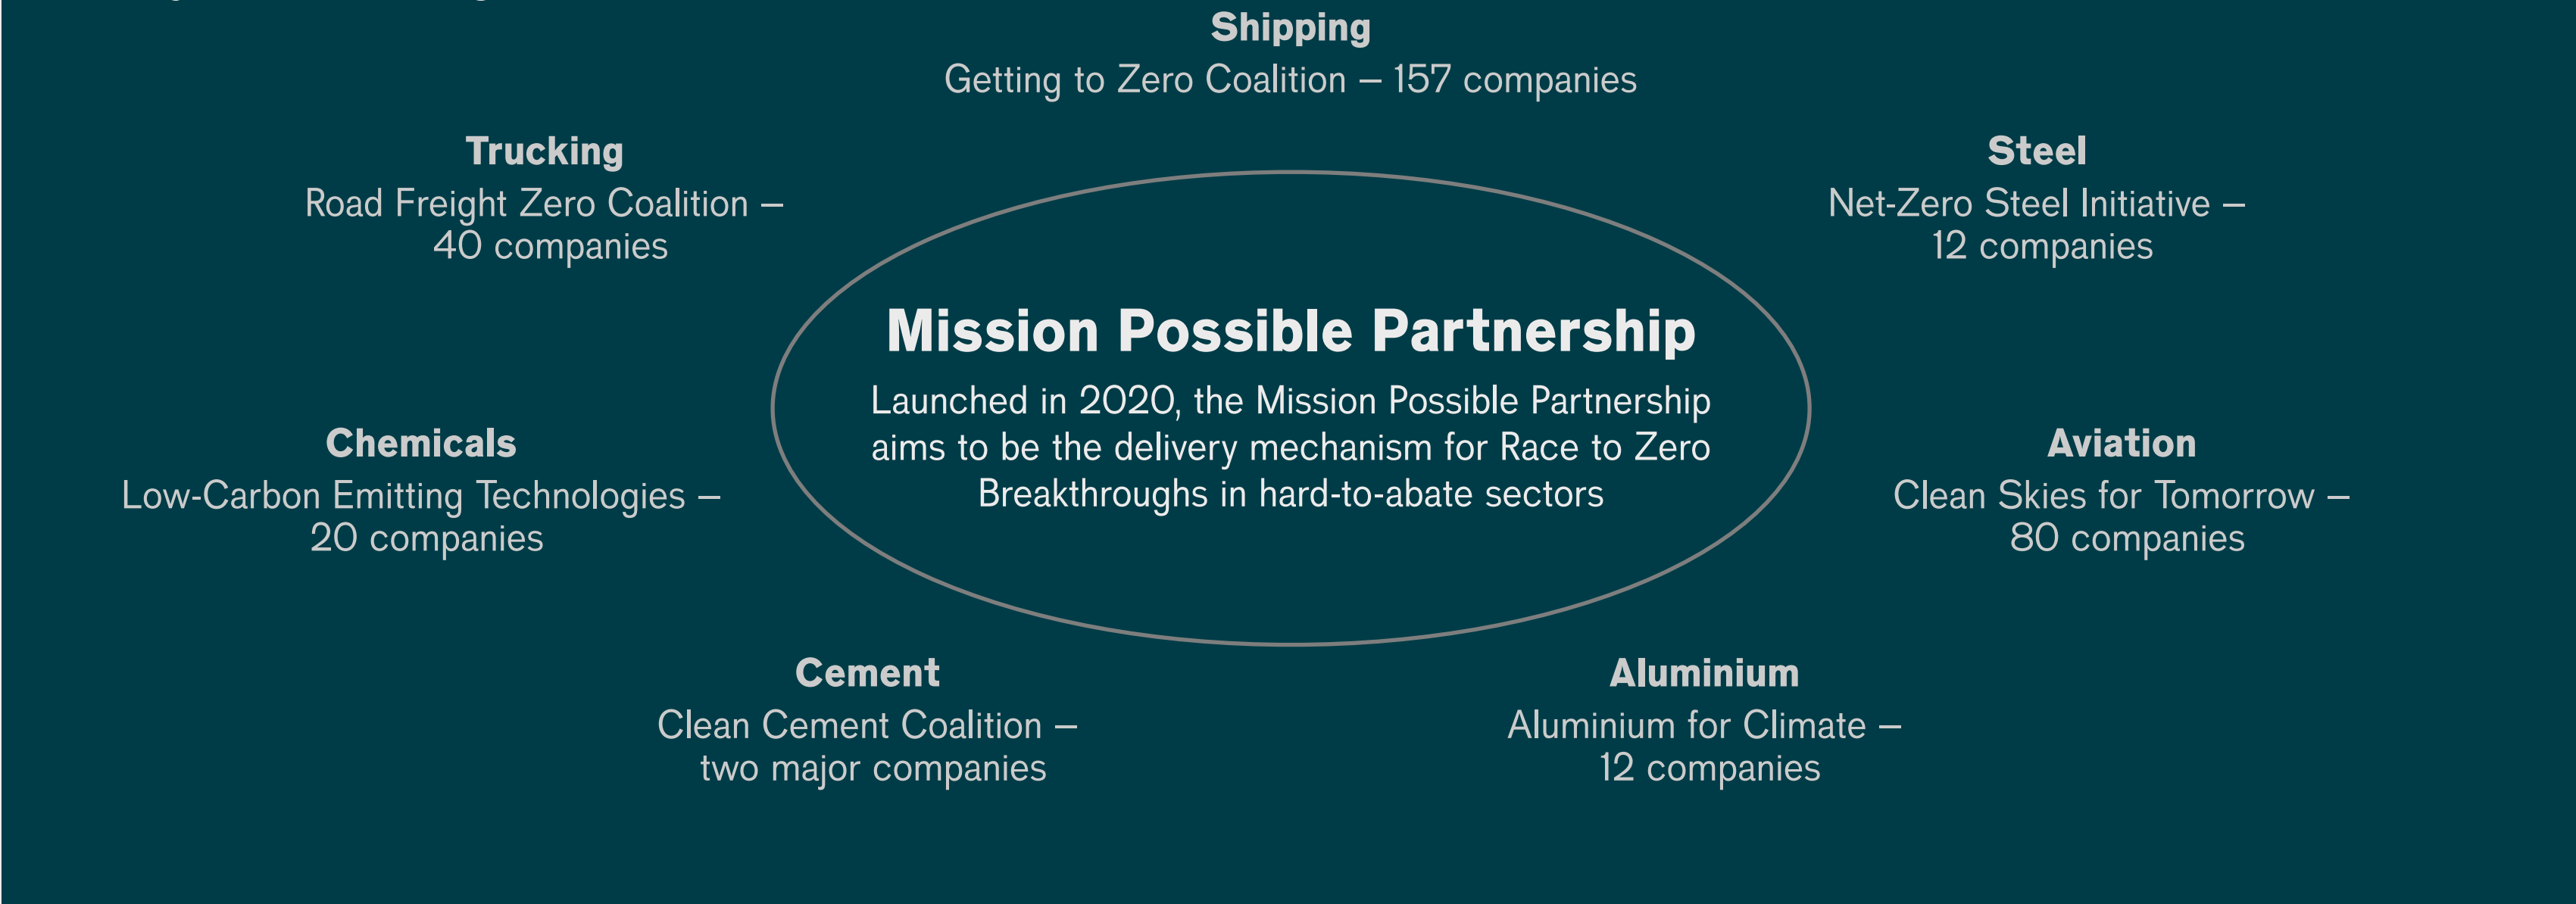 Shipping
Getting to Zero Coalition – 157 companies
Trucking
Road Freight Zero Coalition –
40 companies
Steel
Net-Zero Steel Initiative –
12 companies
Mission Possible Partnership
Launched in 2020, the Mission Possible Partnership
aims to be the delivery mechanism for Race to Zero
Breakthroughs in hard-to-abate sectors
Chemicals
Low-Carbon Emitting Technologies –
20 companies
Aviation
Clean Skies for Tomorrow –
80 companies
Cement
Clean Cement Coalition –
two major companies
Aluminium
Aluminium for Climate –
12 companies